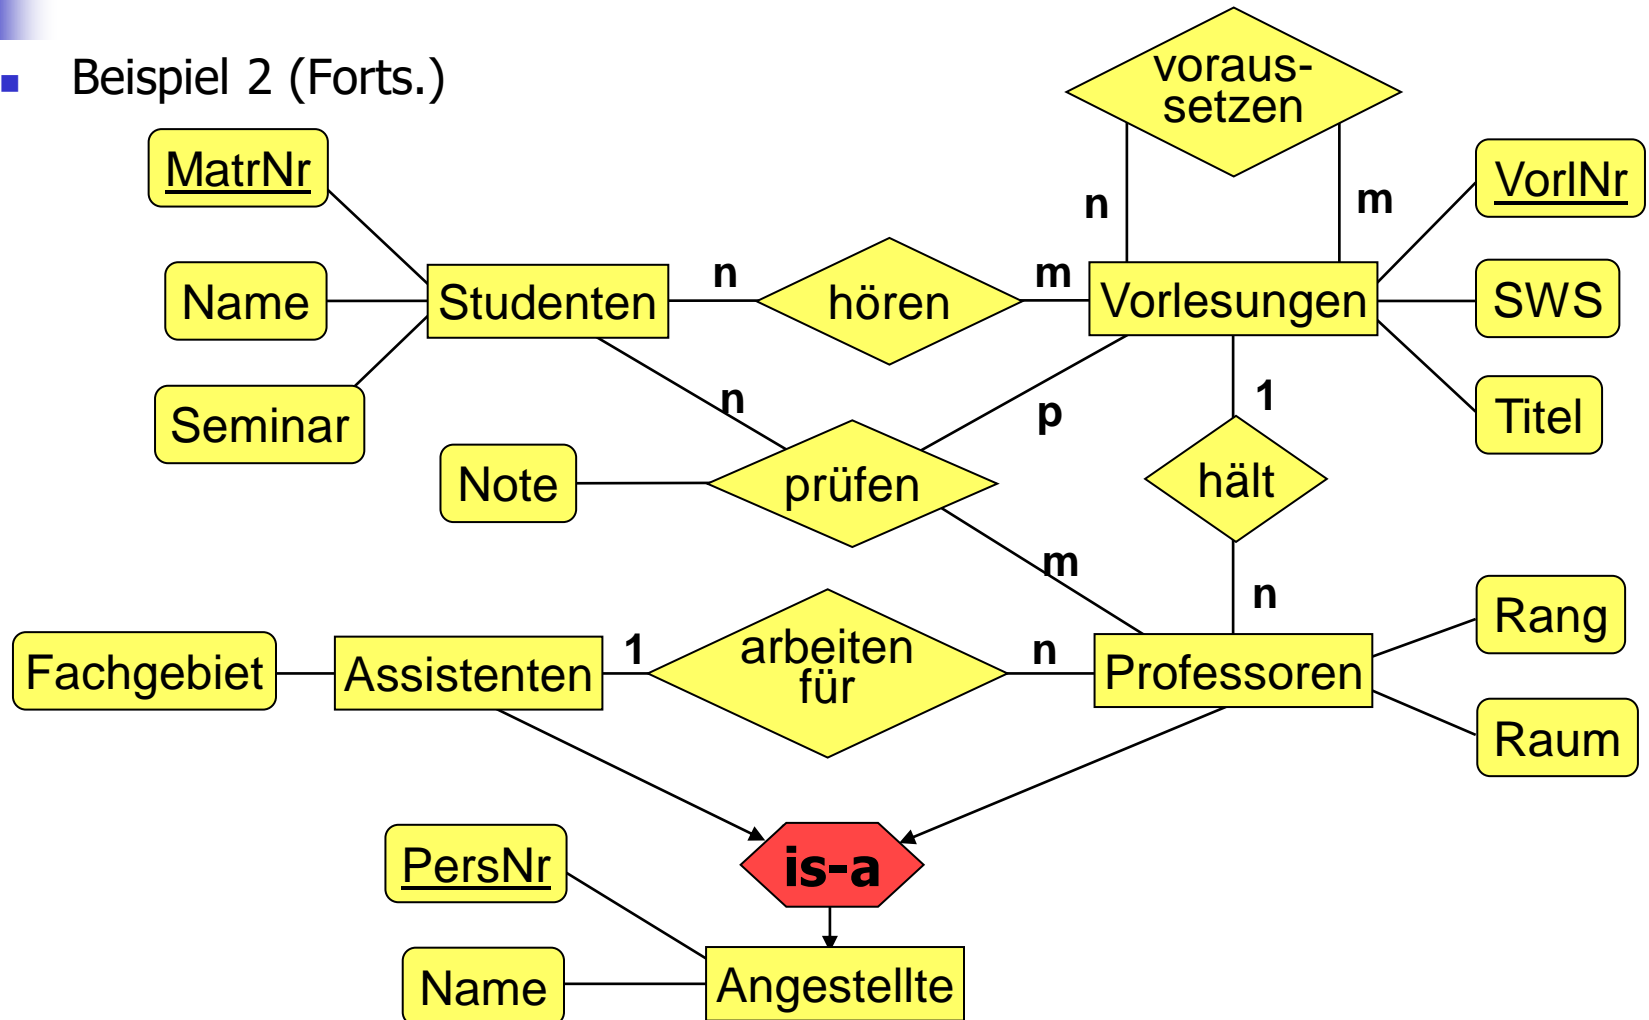 Beispiel 2 (Forts.)
voraus-
setzen
MatrNr
VorlNr
n
m
n
m
Name
Studenten
hören
Vorlesungen
SWS
Seminar
n
p
1
Titel
Note
prüfen
hält
m
n
Rang
Fachgebiet
Assistenten
1
arbeiten
für
n
Professoren
Raum
is-a
PersNr
Name
Angestellte